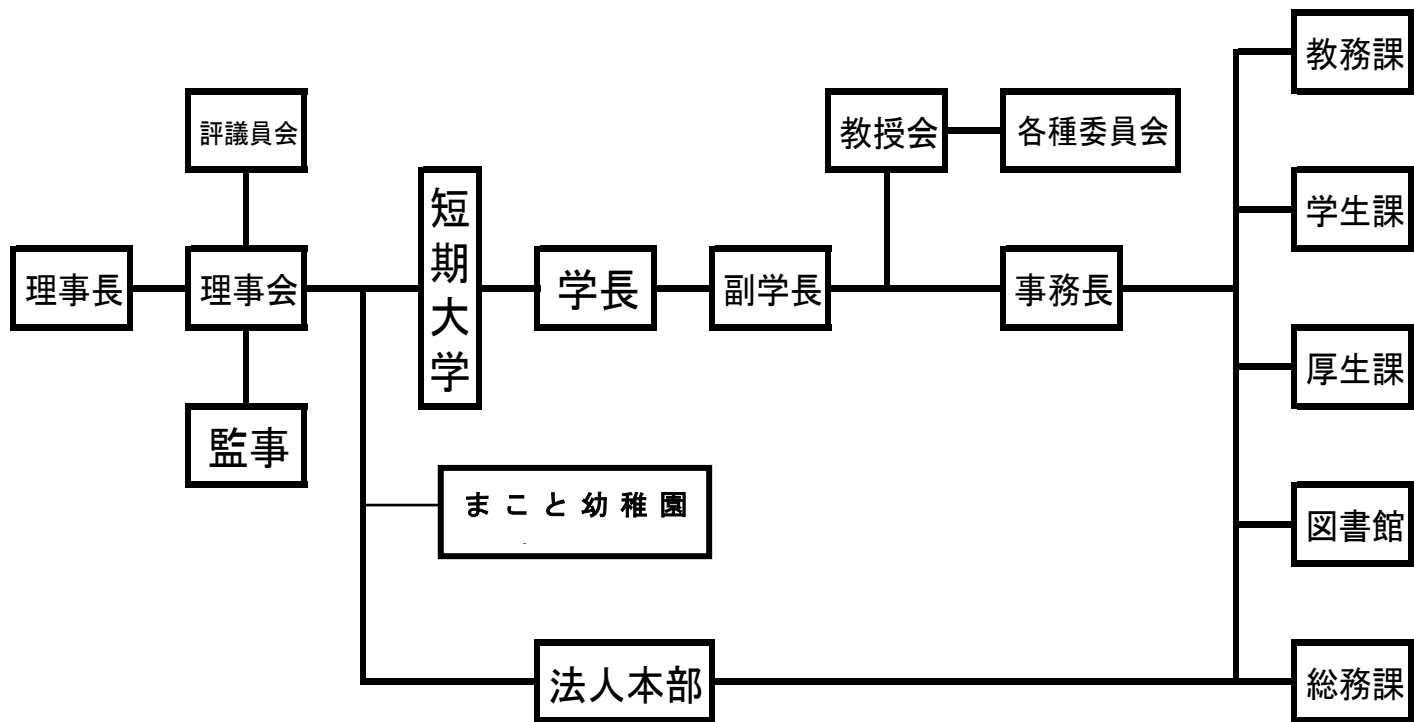 教務課
評議員会
教授会
各種委員会
短期大学
学生課
理事長
理事会
学長
副学長
事務長
厚生課
監事
まこと幼稚園
図書館
法人本部
総務課